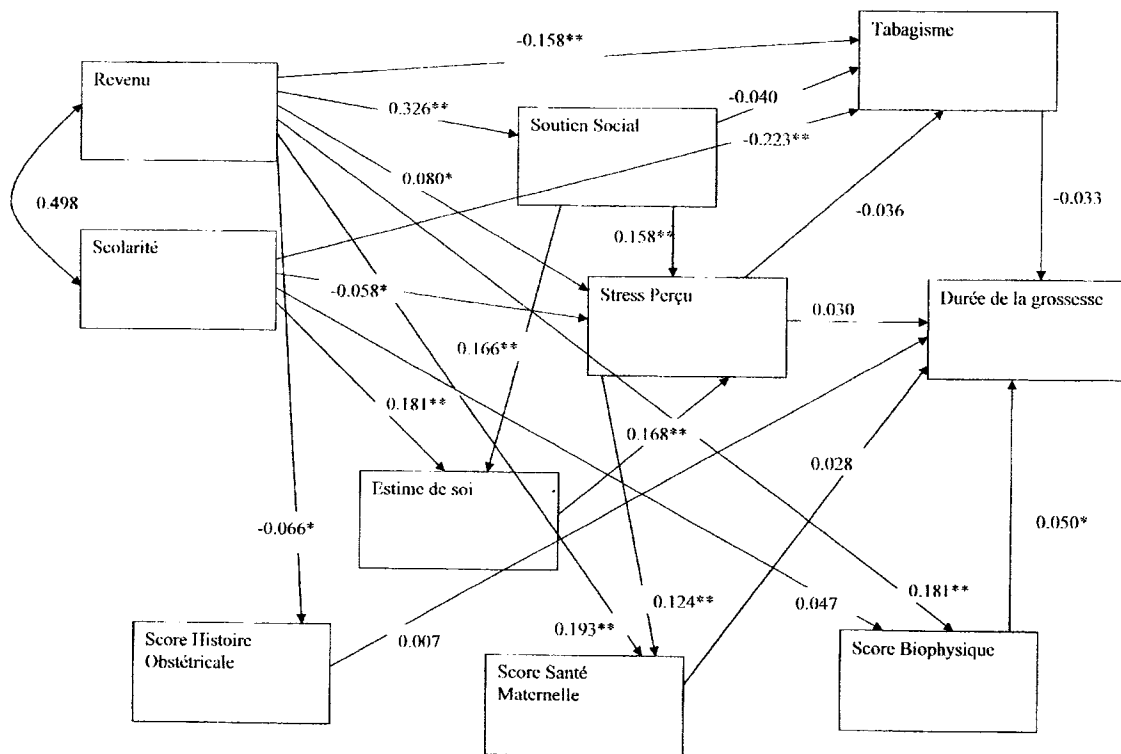 Tabagisme
-0.158**
Revenu
-0.040
0.326**
Soutien Social
-0.223**
0.080*
0.498
-0.036
-0.033
Scolarité
0.158**
-0.058*
Stress Perçu
Durée de la grossesse
0.030
0.166**
0.181**
0.168**
0.028
Estime de soi
-0.066*
0.050*
0.124**
0.047
0.181**
0.193**
0.007
Score Histoire
Obstétricale
Score Biophysique
Score Santé
Maternelle